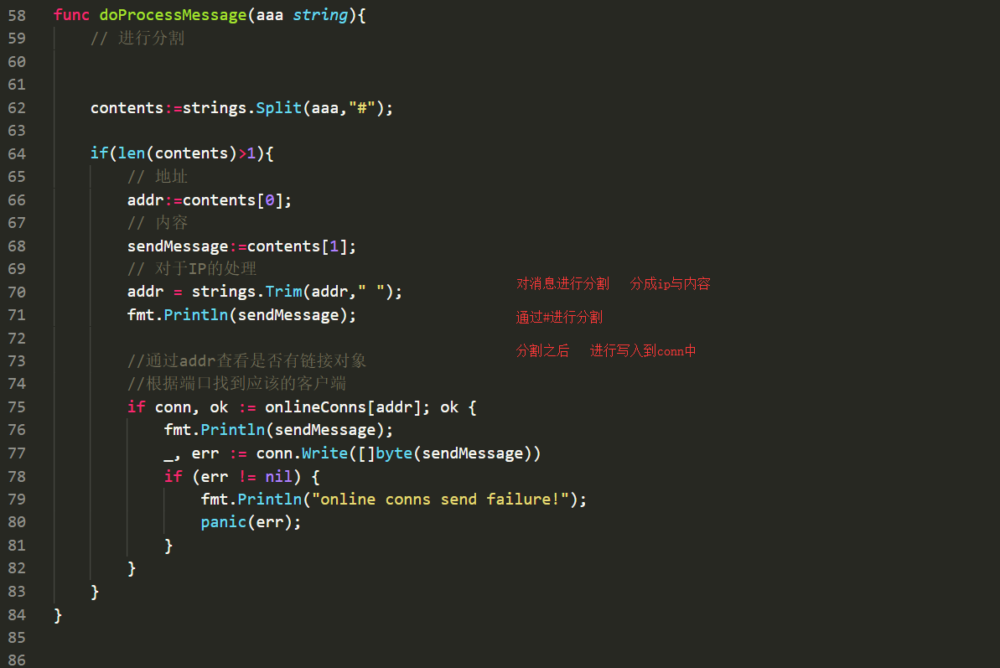 58 func doProcessMessage(aaa string){
59 // 进行分割
60
61
62 contents:=strings.Split(aaa,"#");
63
64 if(len(contents)>1){
65 // 地址
66 addr:=contents[0];
67 // 内容
68 sendMessage:=contents[1];
69 // 对于IP的处理
70 addr = strings.Trim(addr," ");
71 fmt.Println(sendMessage);
72
73 //通过addr查看是否有链接对象
74 //根据端口找到应该的客户端
75 if conn, ok := onlineConns[addr]; ok {
76 fmt.Println(sendMessage);
77 _, err := conn.Write([]byte(sendMessage))
78 if (err != nil) {
79 fmt.Println("online conns send failure!");
80 panic(err);
81 }
82 }
83 }
84 }
85
86
对消息进行分割 分成ip与内容
通过#进行分割
分割之后 进行写入到conn中